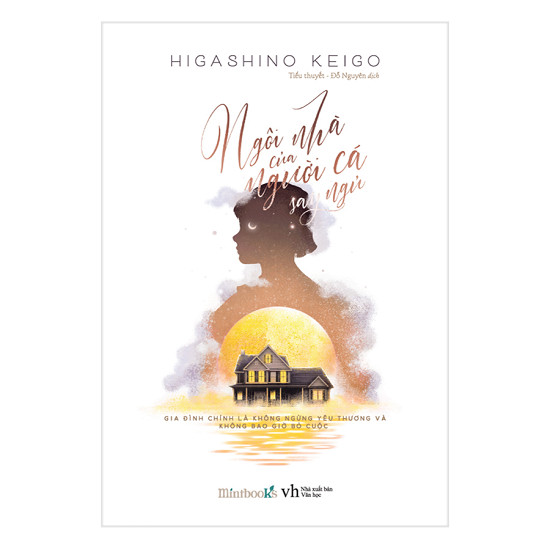 HIGASHINO KEIGO
Tiểu thuyết - Đỗ Nguyên dịch
Ngôi nhà
của
người cá
say ngủ
GIA ĐÌNH CHÍNH LÀ KHÔNG NGỪNG YÊU THƯƠNG VÀ
KHÔNG BAO GIỜ BỎ CUỘC
mintbooks
vh Nhà xuất bản
Văn học